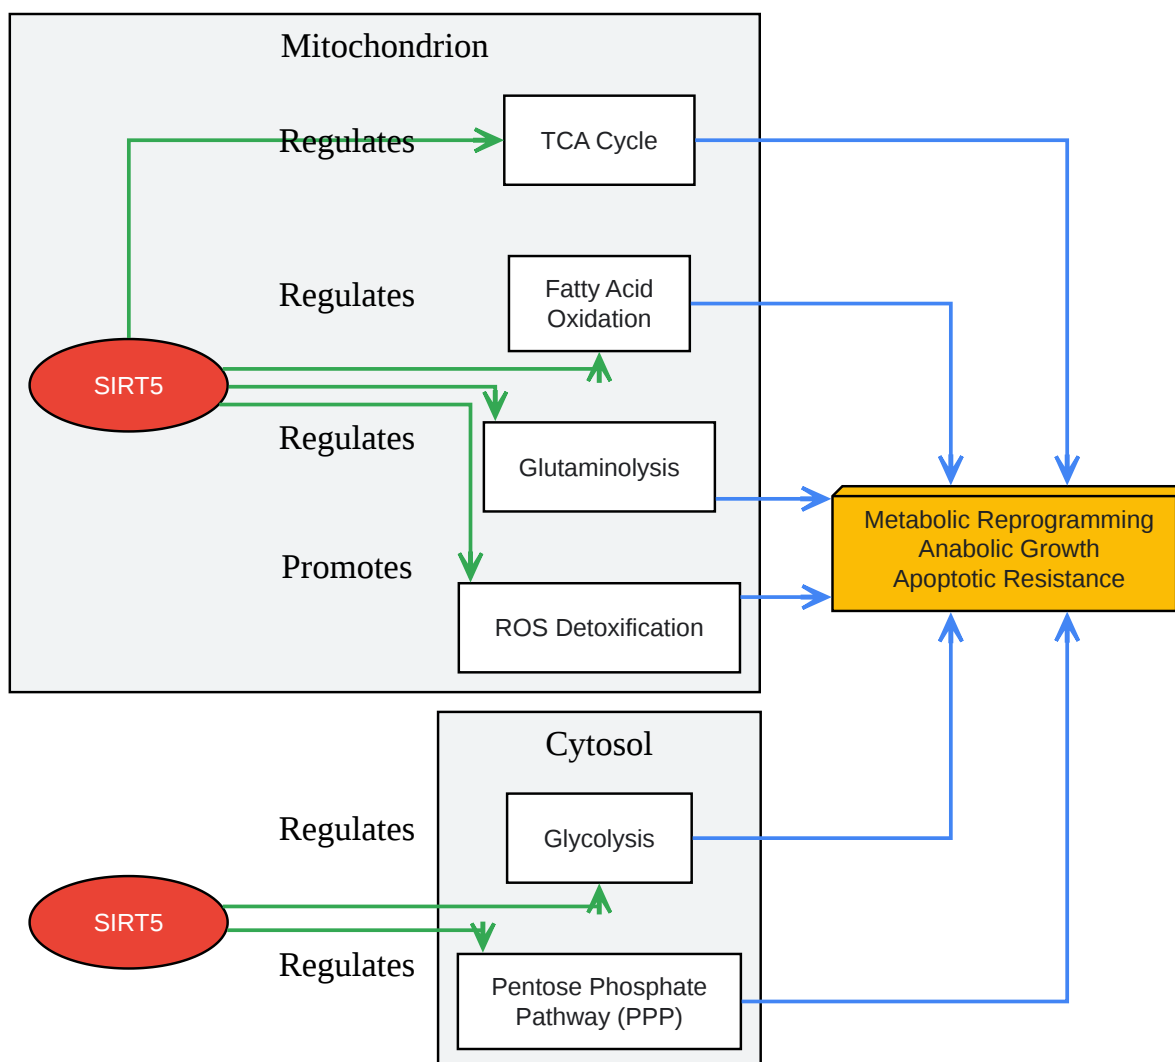 Mitochondrion
Regulates
TCA Cycle
Regulates
Fatty Acid
Oxidation
SIRT5
Regulates
Glutaminolysis
Promotes
ROS Detoxification
Metabolic Reprogramming
Anabolic Growth
Apoptotic Resistance
Cytosol
Regulates
Glycolysis
SIRT5
Regulates
Pentose Phosphate
Pathway (PPP)